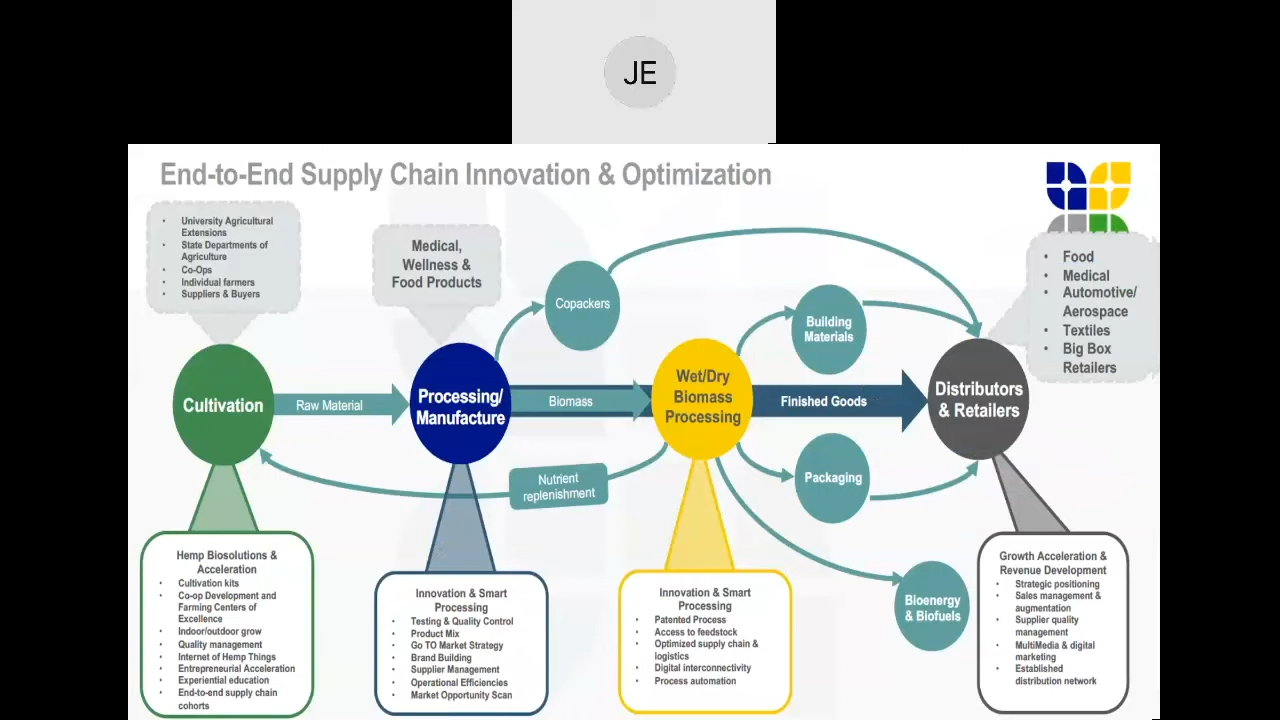 JE
End-to-End Supply Chain Innovation & Optimization
• University Agricultural
Extensions
• State Departments of
Agriculture
• Co-Ops
• Individual farmers
• Suppliers & Buyers
Medical,
Wellness &
Food Products
Copackers
Building
Materials
• Food
• Medical
• Automotive/
Aerospace
• Textiles
• Big Box
Retailers
Cultivation
Raw Material
Processing/
Manufacture
Biomass
Wet/Dry
Biomass
Processing
Finished Goods
Distributors
& Retailers
Nutrient
replenishment
Packaging
Bioenergy
& Biofuels
Hemp Biosolutions &
Acceleration
• Cultivation kits
• Co-op Development and
Farming Centers of
Excellence
• Indoor/outdoor grow
• Quality management
• Internet of Hemp Things
• Entrepreneurial Acceleration
• Experiential education
• End-to-end supply chain
cohorts
Innovation & Smart
Processing
• Testing & Quality Control
• Product Mix
• Go TO Market Strategy
• Brand Building
• Supplier Management
• Operational Efficiencies
• Market Opportunity Scan
Innovation & Smart
Processing
• Patented Process
• Access to feedstock
• Optimized supply chain &
logistics
• Digital interconnectivity
• Process automation
Growth Acceleration &
Revenue Development
• Strategic positioning
• Sales management &
augmentation
• Supplier quality
management
• MultiMedia & digital
marketing
• Established
distribution network